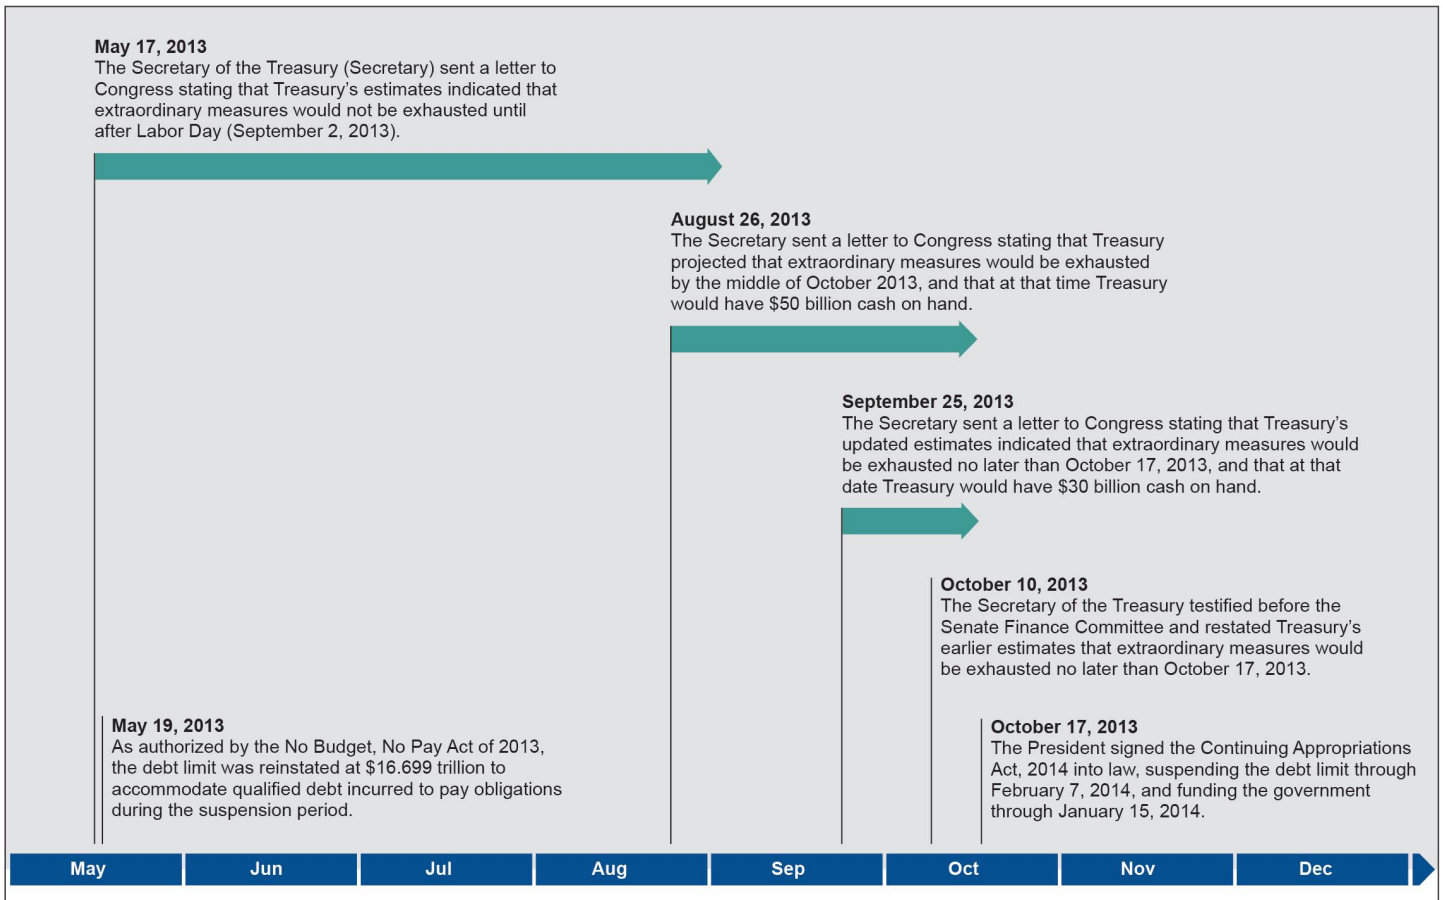 May 17, 2013
The Secretary of the Treasury (Secretary) sent a letter to
Congress stating that Treasury’s estimates indicated that
extraordinary measures would not be exhausted until
after Labor Day (September 2, 2013).
August 26, 2013
The Secretary sent a letter to Congress stating that Treasury
projected that extraordinary measures would be exhausted
by the middle of October 2013, and that at that time Treasury
would have $50 billion cash on hand.
September 25, 2013
The Secretary sent a letter to Congress stating that Treasury’s
updated estimates indicated that extraordinary measures would
be exhausted no later than October 17, 2013, and that at that
date Treasury would have $30 billion cash on hand.
October 10, 2013
The Secretary of the Treasury testified before the
Senate Finance Committee and restated Treasury’s
earlier estimates that extraordinary measures would
be exhausted no later than October 17, 2013.
May 19, 2013
As authorized by the No Budget, No Pay Act of 2013,
the debt limit was reinstated at $16.699 trillion to
accommodate qualified debt incurred to pay obligations
during the suspension period.
October 17, 2013
The President signed the Continuing Appropriations
Act, 2014 into law, suspending the debt limit through
February 7, 2014, and funding the government
through January 15, 2014.
May Jun Jul Aug Sep Oct Nov Dec